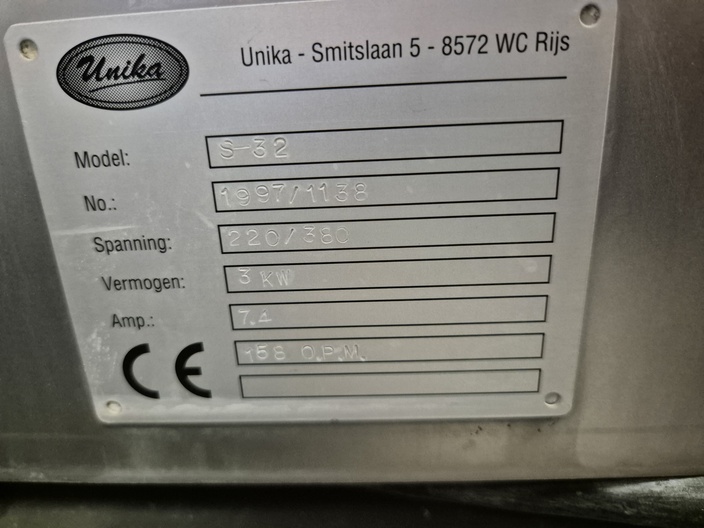 Unika
Unika - Smitslaan 5 - 8572 WC Rijs
Model: S-32
No.: 1997/1138
Spanning: 220/380
Vermogen: 3 KW
Amp.: 7.4
158 O.P.M.
CE